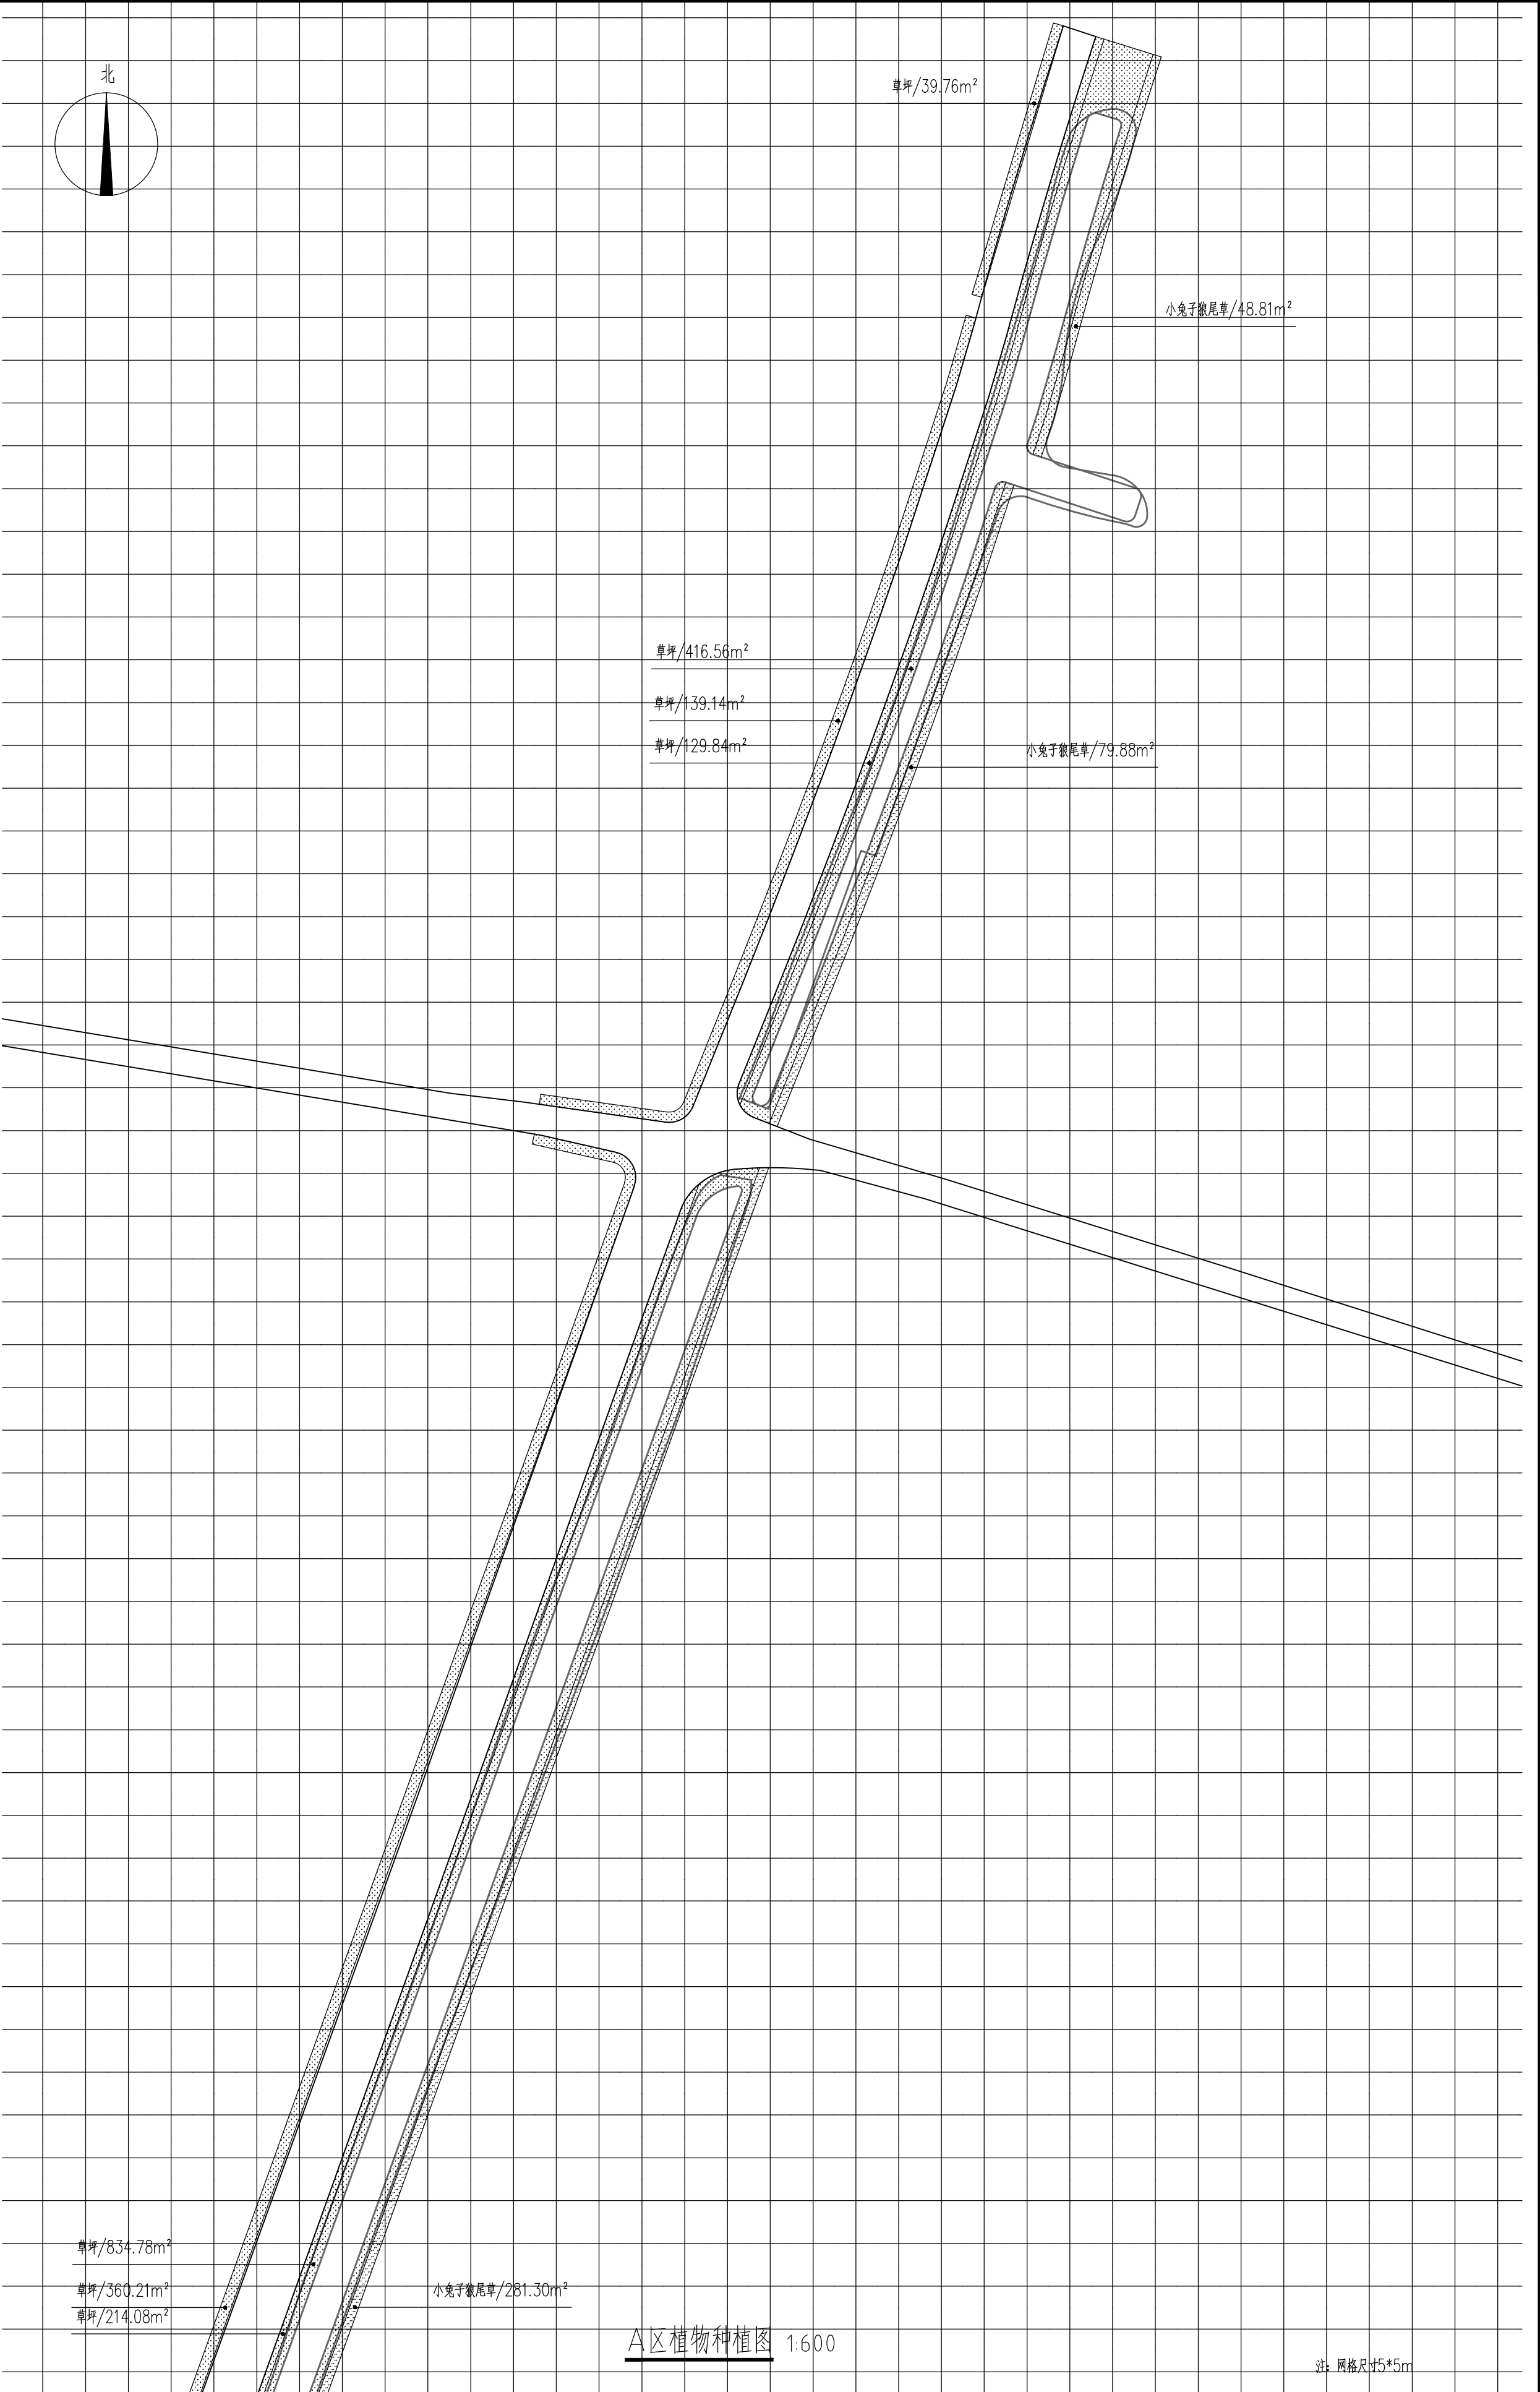 北
草坪/39.76m²
小兔子狼尾草/48.81m²
草坪/416.56m²
草坪/139.14m²
草坪/129.84m²
小兔子狼尾草/79.88m²
草坪/834.78m²
草坪/360.21m²
小兔子狼尾草/281.30m²
草坪/214.08m²
A区植物种植图 1:600
注：网格尺寸5*5m